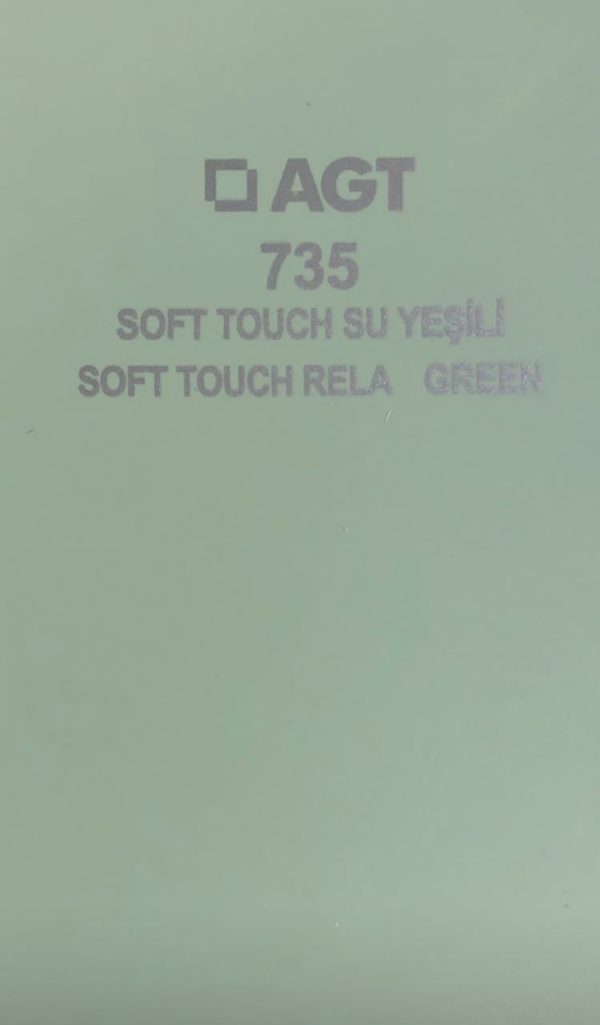 AGT
735
SOFT TOUCH SU YEŞİLİ
SOFT TOUCH RELA GREEN